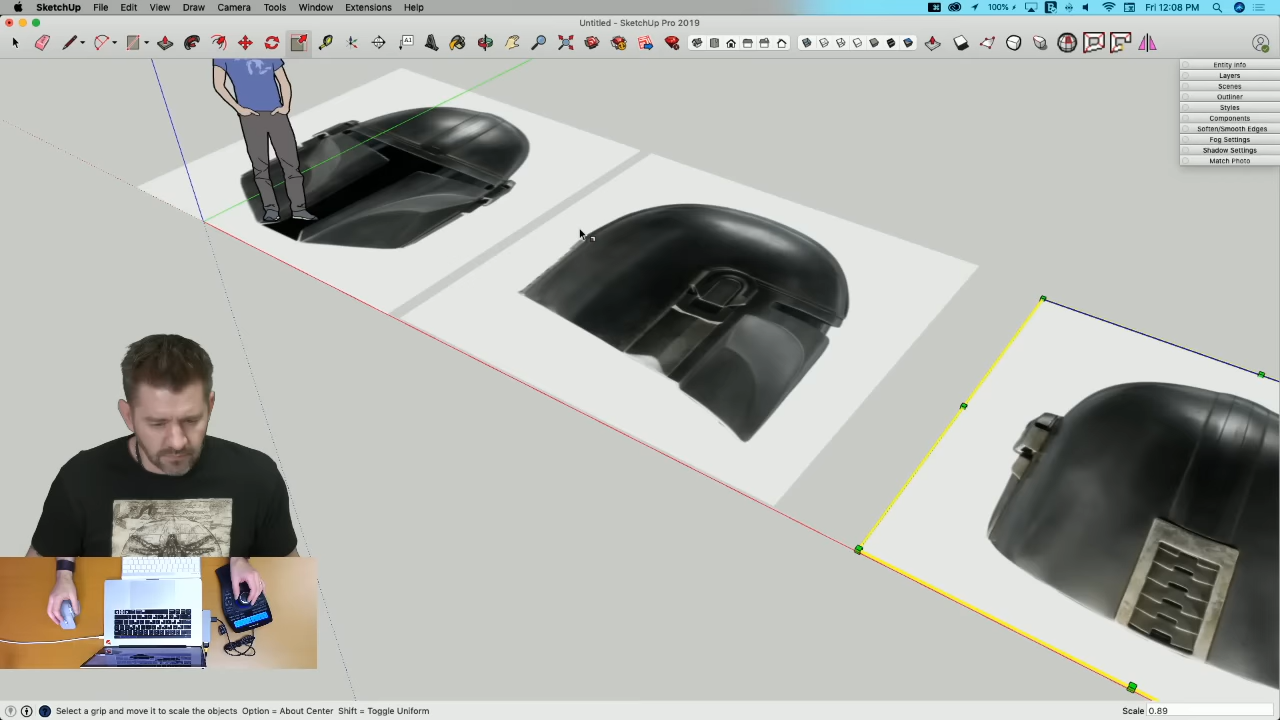 SketchUp File Edit View Draw Camera Tools Window Extensions Help
100% Fri 12:08 PM
Untitled - SketchUp Pro 2019
Entity Info
Layers
Scenes
Outliner
Styles
Components
Soften/Smooth Edges
Fog Settings
Shadow Settings
Match Photo
Select a grip and move it to scale the objects Option = About Center Shift = Toggle Uniform
Scale 0.89